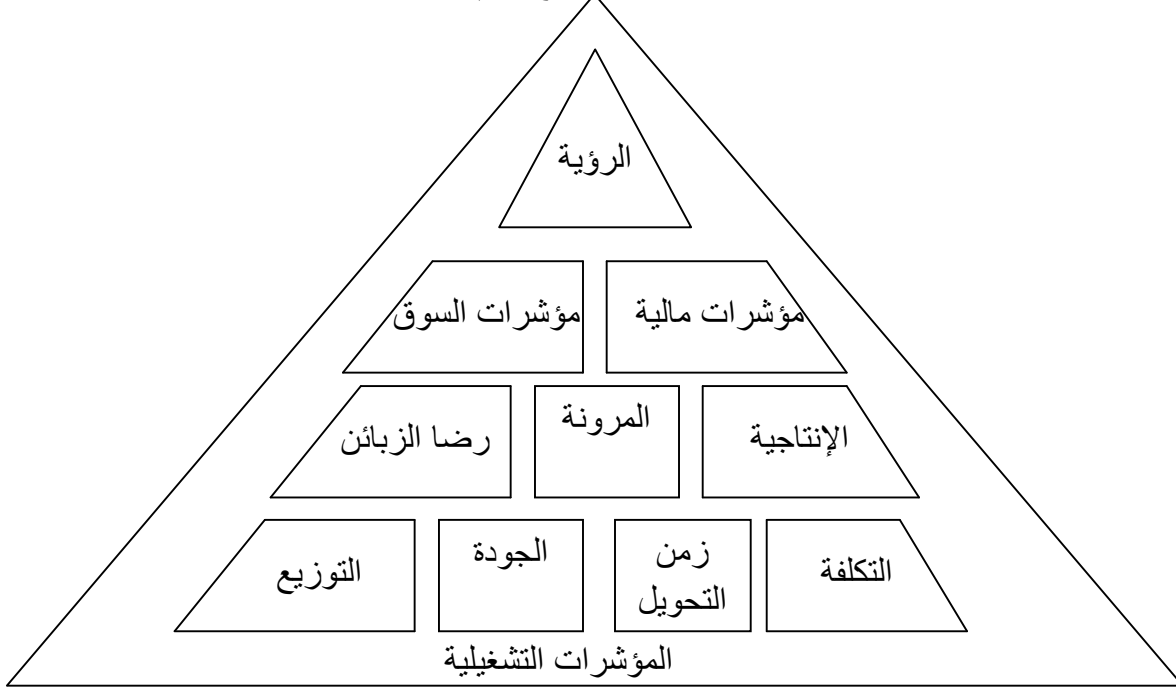 الرؤية
مؤشرات مالية
مؤشرات السوق
الإنتاجية
المرونة
رضا الزبائن
التكلفة
زمن
التحويل
الجودة
التوزيع
المؤشرات التشغيلية